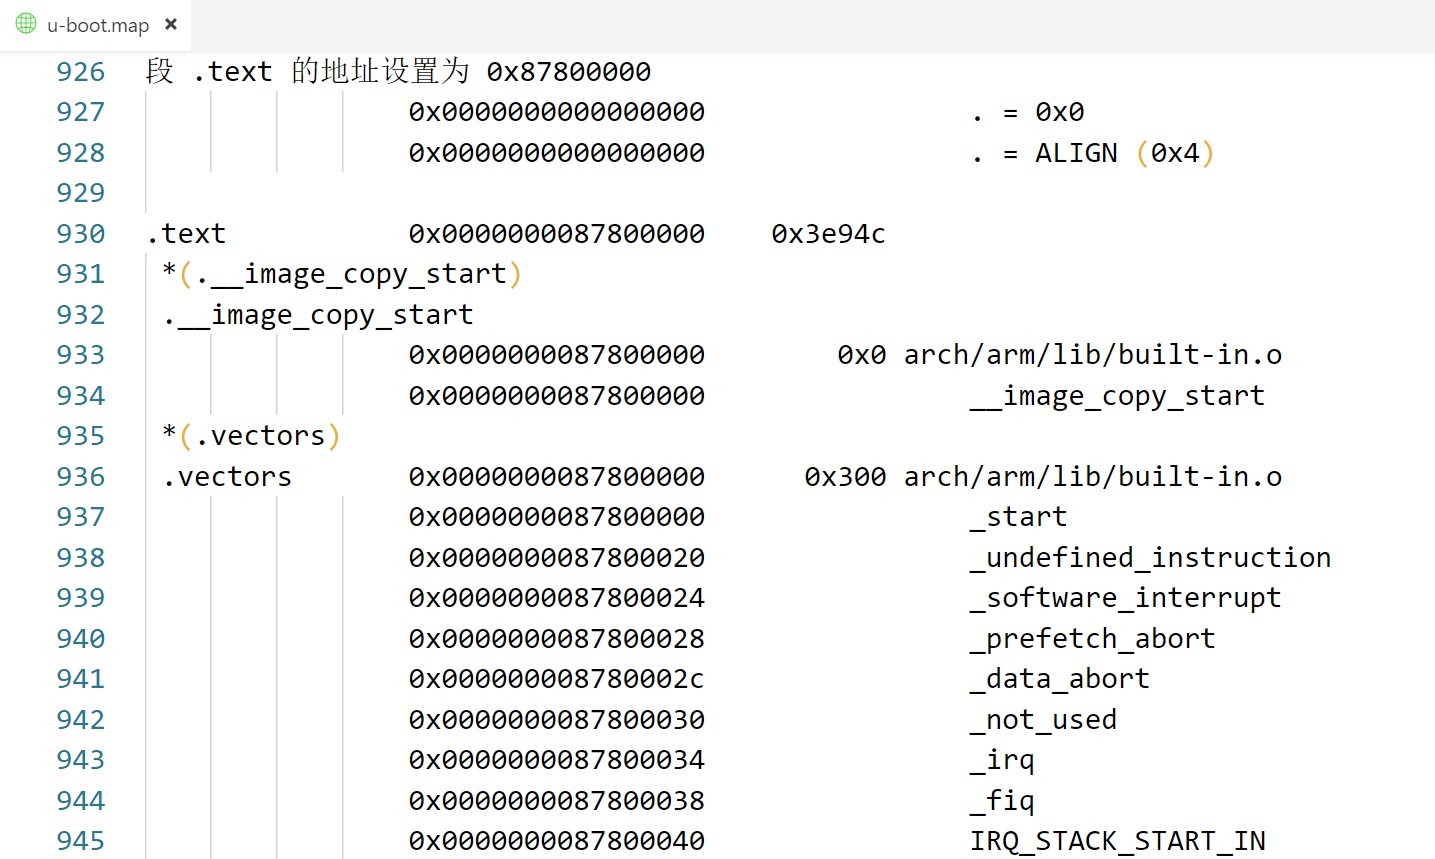 u-boot.map ×
926 段 .text 的地址设置为 0x87800000
927 0x0000000000000000 . = 0x0
928 0x0000000000000000 . = ALIGN (0x4)
929
930 .text 0x0000000087800000 0x3e94c
931 *(.__image_copy_start)
932 .__image_copy_start
933 0x0000000087800000 0x0 arch/arm/lib/built-in.o
934 0x0000000087800000 __image_copy_start
935 *(.vectors)
936 .vectors 0x0000000087800000 0x300 arch/arm/lib/built-in.o
937 0x0000000087800000 _start
938 0x0000000087800020 _undefined_instruction
939 0x0000000087800024 _software_interrupt
940 0x0000000087800028 _prefetch_abort
941 0x000000008780002c _data_abort
942 0x0000000087800030 _not_used
943 0x0000000087800034 _irq
944 0x0000000087800038 _fiq
945 0x0000000087800040 IRQ_STACK_START_IN